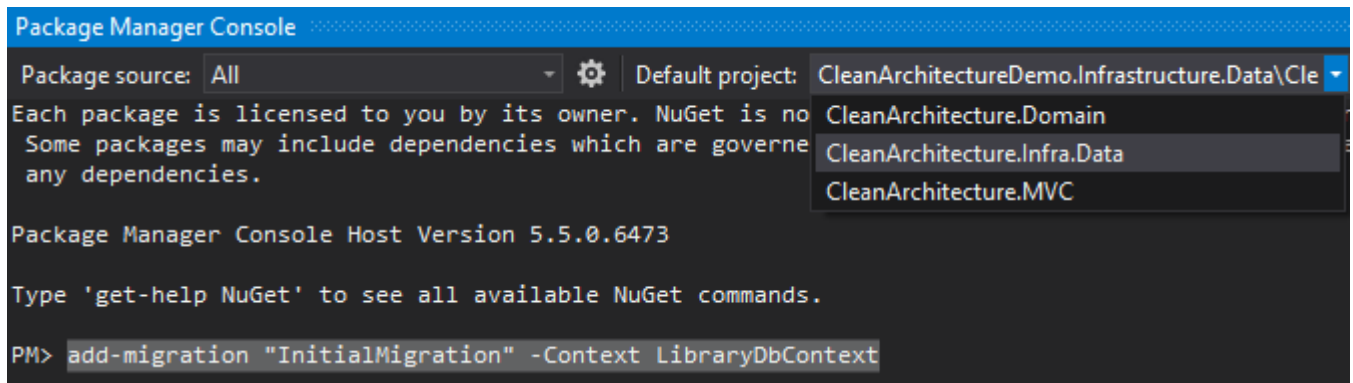 Package Manager Console
Package source: All Default project: CleanArchitectureDemo.Infrastructure.Data\Cle
Each package is licensed to you by its owner. NuGet is no
CleanArchitecture.Domain
Some packages may include dependencies which are governe
CleanArchitecture.Infra.Data
any dependencies.
CleanArchitecture.MVC
Package Manager Console Host Version 5.5.0.6473
Type 'get-help NuGet' to see all available NuGet commands.
PM> add-migration "InitialMigration" -Context LibraryDbContext